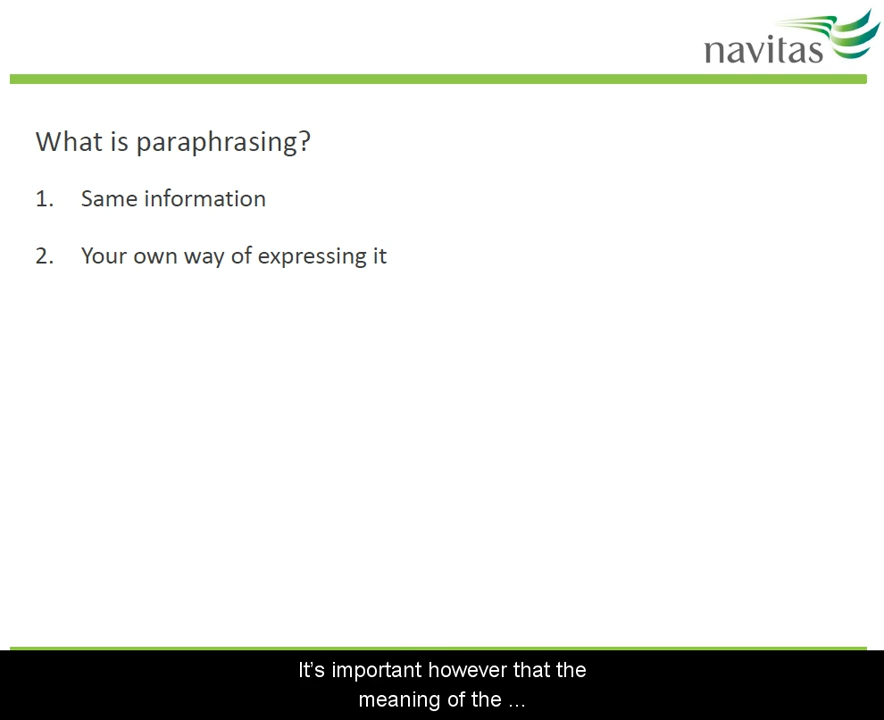 navitas
What is paraphrasing?
1. Same information
2. Your own way of expressing it
It's important however that the
meaning of the ...